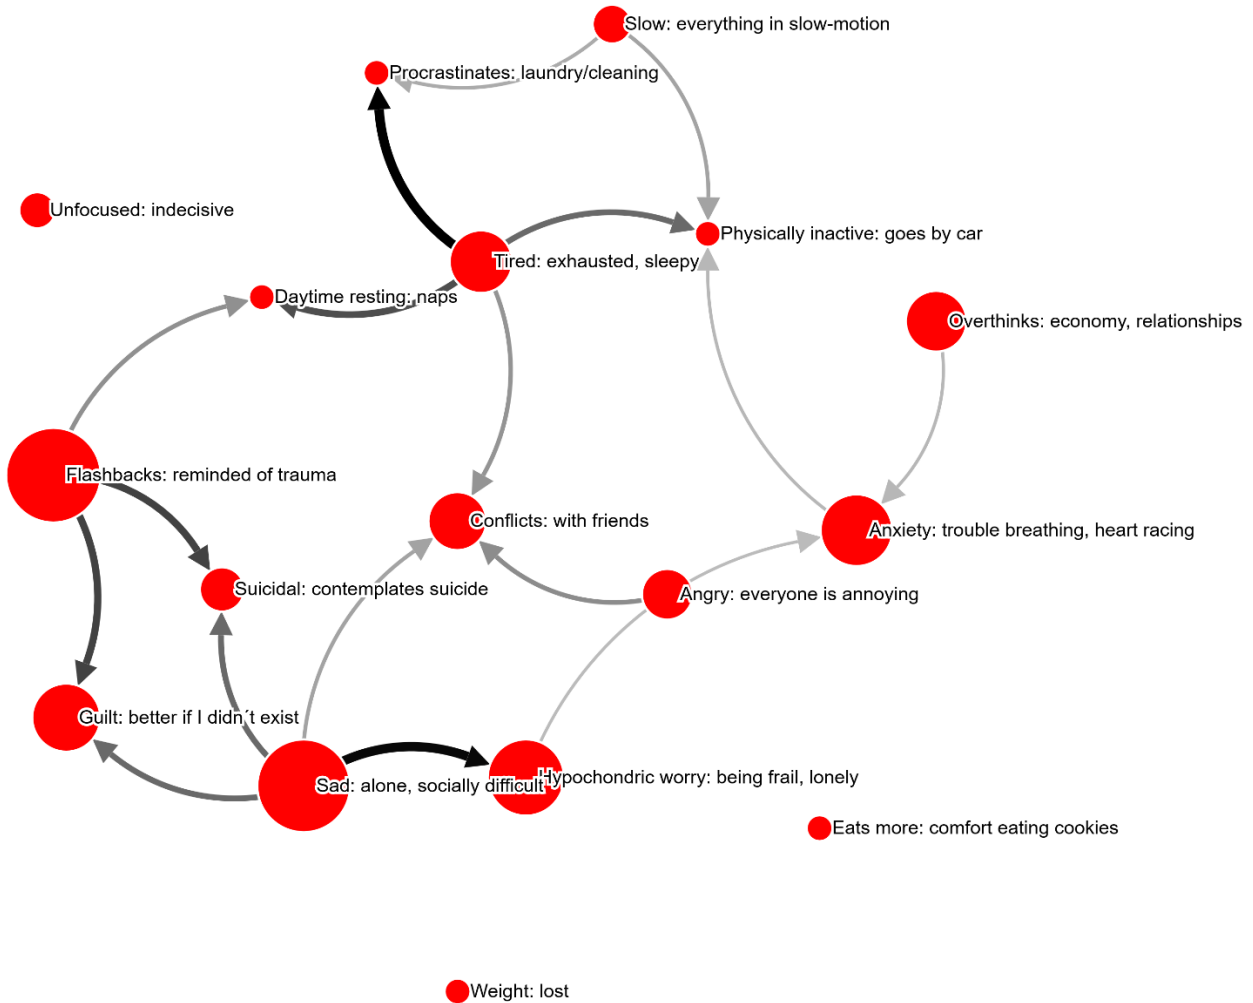 Slow: everything in slow-motion
Procrastinates: laundry/cleaning
Unfocused: indecisive
Physically inactive: goes by car
Tired: exhausted, sleepy
Daytime resting: naps
Overthinks: economy, relationships
Flashbacks: reminded of trauma
Conflicts: with friends
Anxiety: trouble breathing, heart racing
Suicidal: contemplates suicide
Angry: everyone is annoying
Guilt: better if I didn´t exist
Sad: alone, socially difficult
Hypochondric worry: being frail, lonely
Eats more: comfort eating cookies
Weight: lost